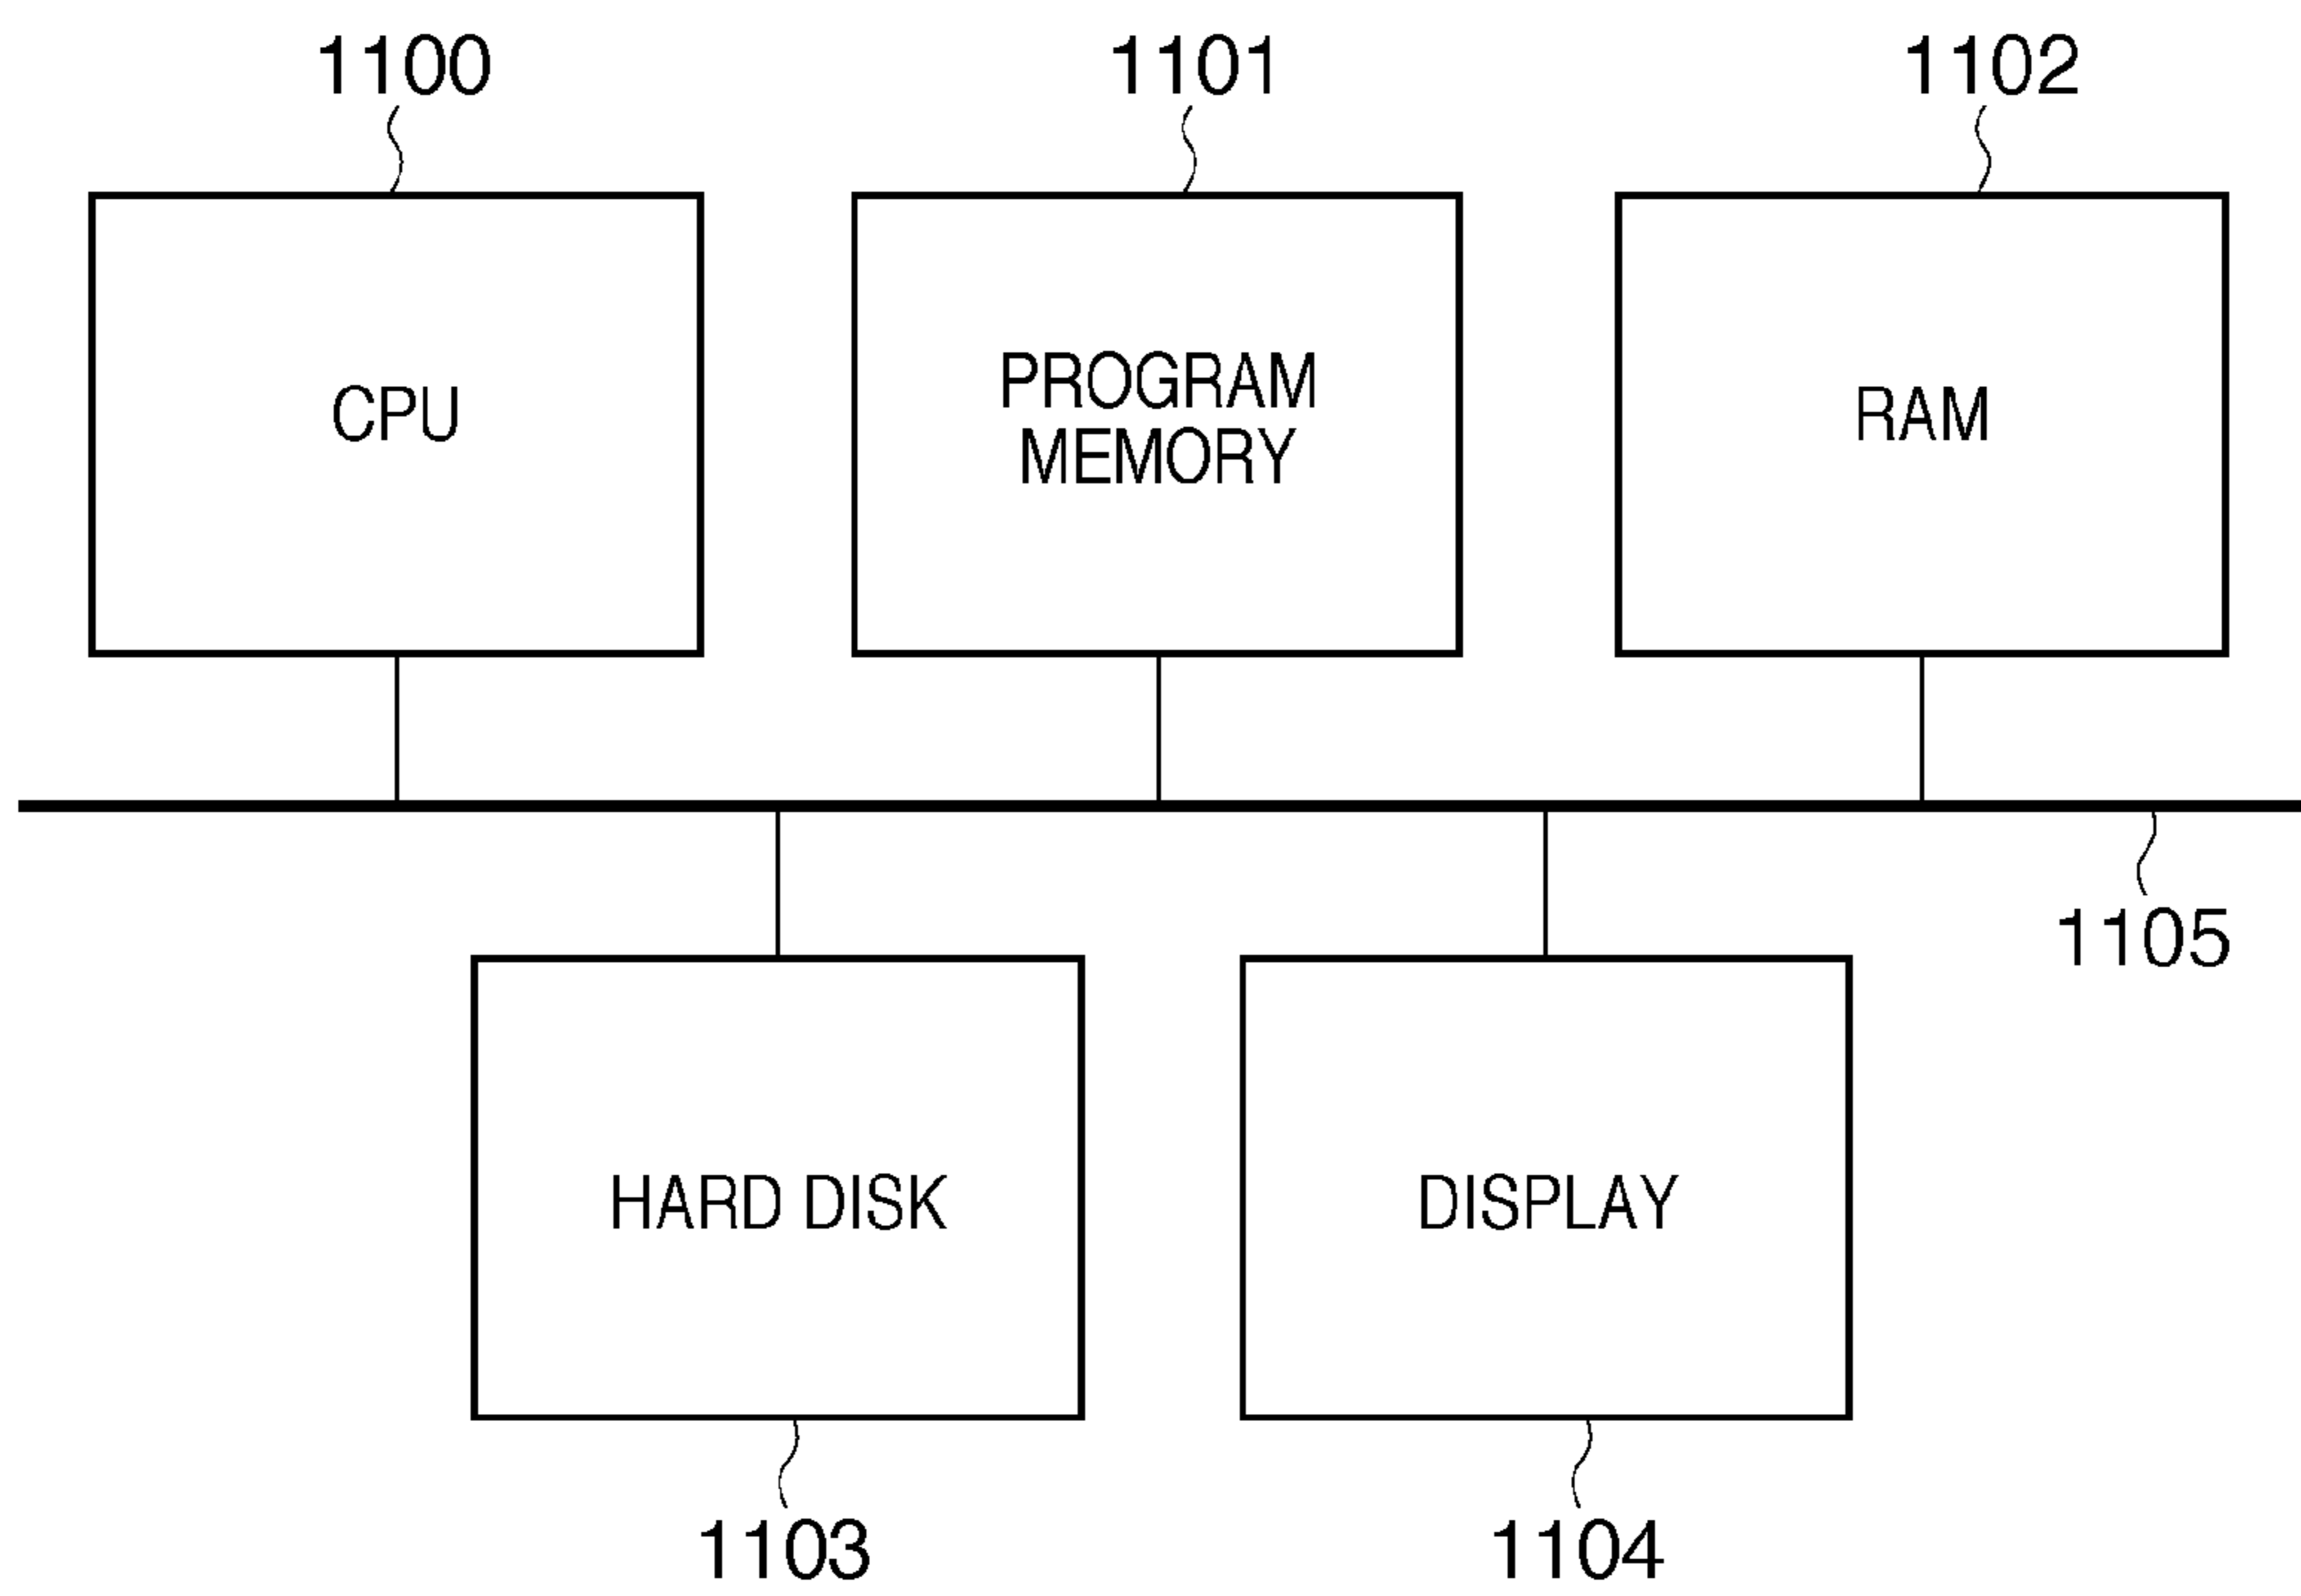 1100
1101
1102
CPU
PROGRAM
MEMORY
RAM
1105
HARD DISK
DISPLAY
1103
1104